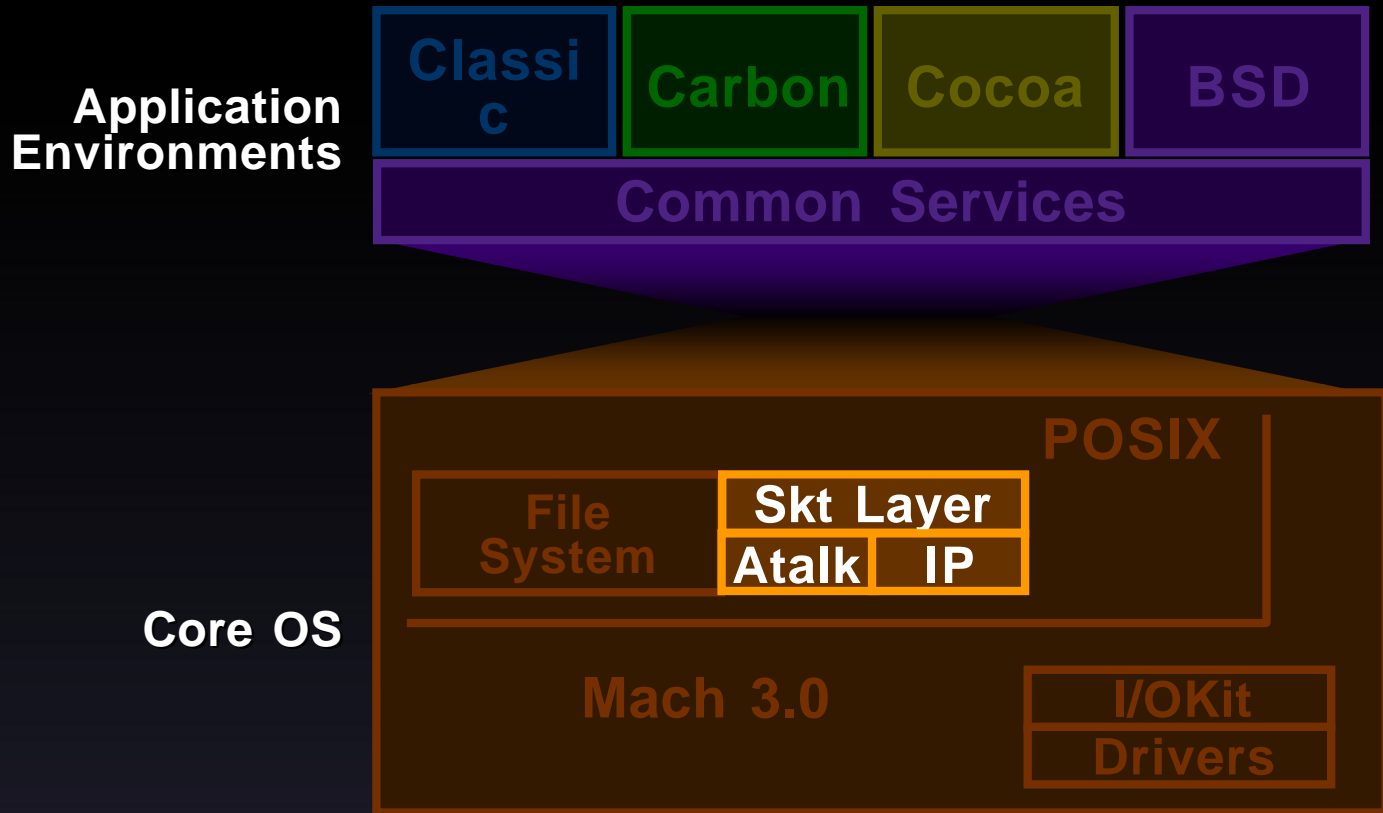 Application
Environments
Classi
c
Carbon
Cocoa
BSD
Common Services
POSIX
File
System
Skt Layer
Atalk
IP
Core OS
Mach 3.0
I/OKit
Drivers